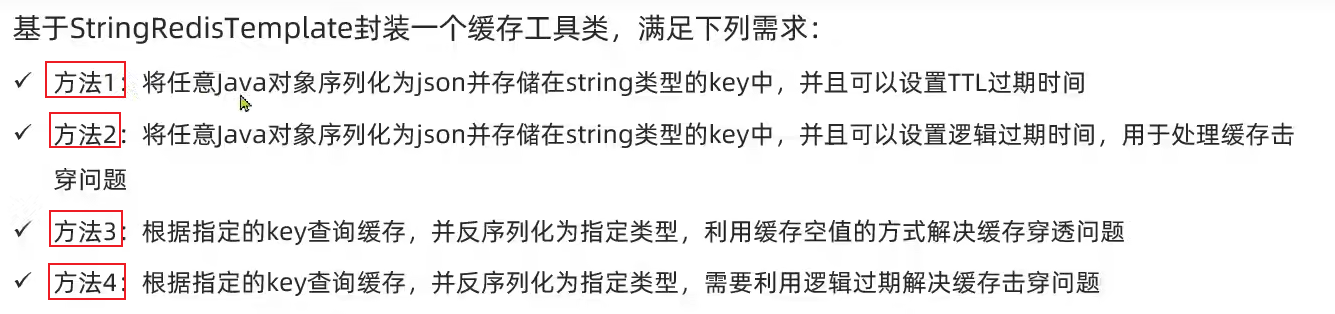 基于StringRedisTemplate封装一个缓存工具类，满足下列需求：
✓ 方法1：将任意Java对象序列化为json并存储在string类型的key中，并且可以设置TTL过期时间
✓ 方法2：将任意Java对象序列化为json并存储在string类型的key中，并且可以设置逻辑过期时间，用于处理缓存击
穿问题
✓ 方法3：根据指定的key查询缓存，并反序列化为指定类型，利用缓存空值的方式解决缓存穿透问题
✓ 方法4：根据指定的key查询缓存，并反序列化为指定类型，需要利用逻辑过期解决缓存击穿问题